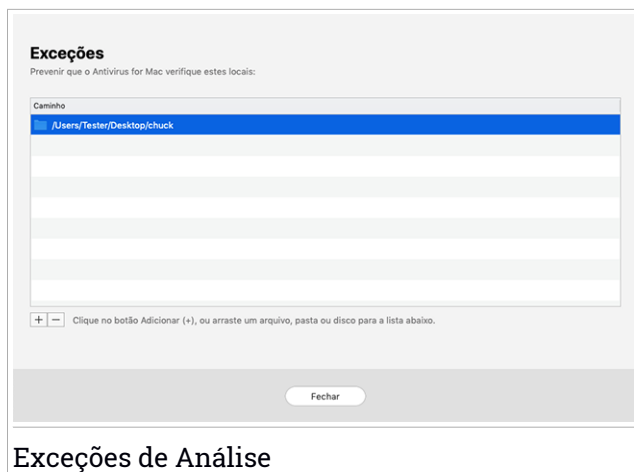 Exceções
Prevenir que o Antivirus for Mac verifique estes locais:
Caminho
/Users/Tester/Desktop/chuck
+ − Clique no botão Adicionar (+), ou arraste um arquivo, pasta ou disco para a lista abaixo.
Fechar
Exceções de Análise